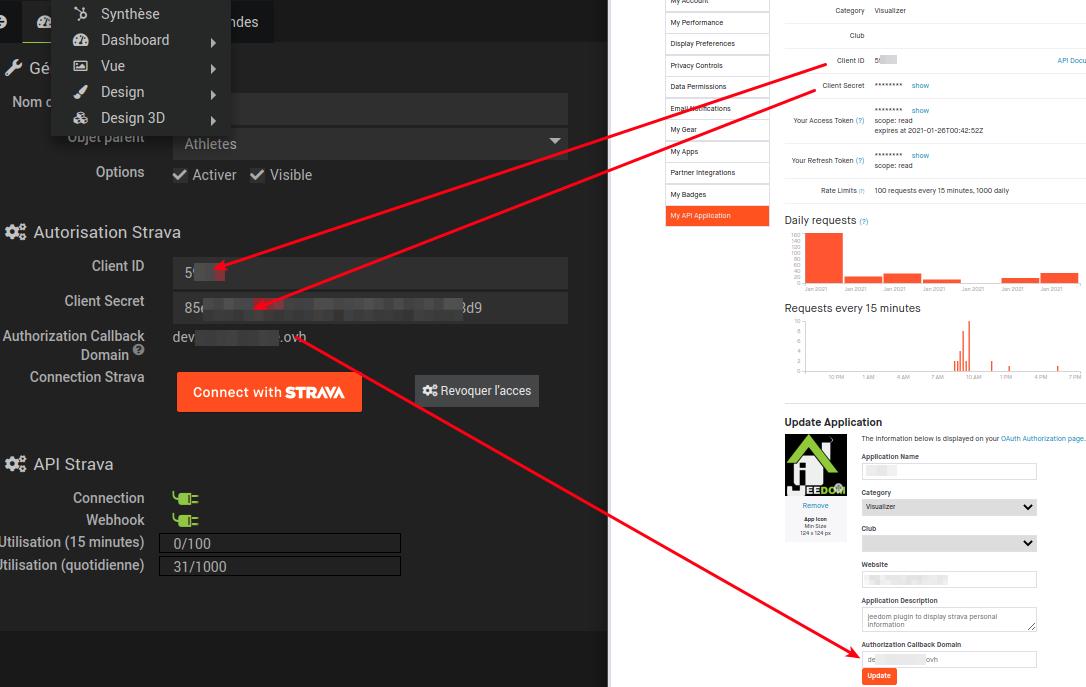 Synthèse
Dashboard
Vue
Design
Design 3D
ndes
Gé
Nom
Objet parent
Athletes
Options
Activer
Visible
Autorisation Strava
Client ID
5
Client Secret
85
3d9
Authorization Callback
Domain
dev
.ovh
Connection Strava
Connect with STRAVA
Revoquer l'acces
API Strava
Connection
Webhook
Utilisation (15 minutes)
0/100
tilisation (quotidienne)
31/1000
My Account
My Performance
Display Preferences
Privacy Controls
Data Permissions
Email Notifications
My Gear
My Apps
Partner Integrations
My Badges
My API Application
Category Visualizer
Club
Client ID 5
API Docu
Client Secret ******** show
Your Access Token (?)
******** show
scope: read
expires at 2021-01-26T00:42:52Z
Your Refresh Token (?)
******** show
scope: read
Rate Limits (?) 100 requests every 15 minutes, 1000 daily
Daily requests (?)
160
140
120
100
80
60
40
20
0
Jan 2021 Jan 2021 Jan 2021 Jan 2021 Jan 2021 Jan 2021 Jan 2021
Requests every 15 minutes
10
8
6
4
2
0
10 PM 1 AM 4 AM 7 AM 10 AM 1 PM 4 PM 7 PM
Update Application
EEDOM
Remove
App Icon
Min Size
124 x 124 px
The information below is displayed on your OAuth Authorization page.
Application Name
Category
Visualizer
Club
Website
Application Description
jeedom plugin to display strava personal
information
Authorization Callback Domain
de
ovh
Update